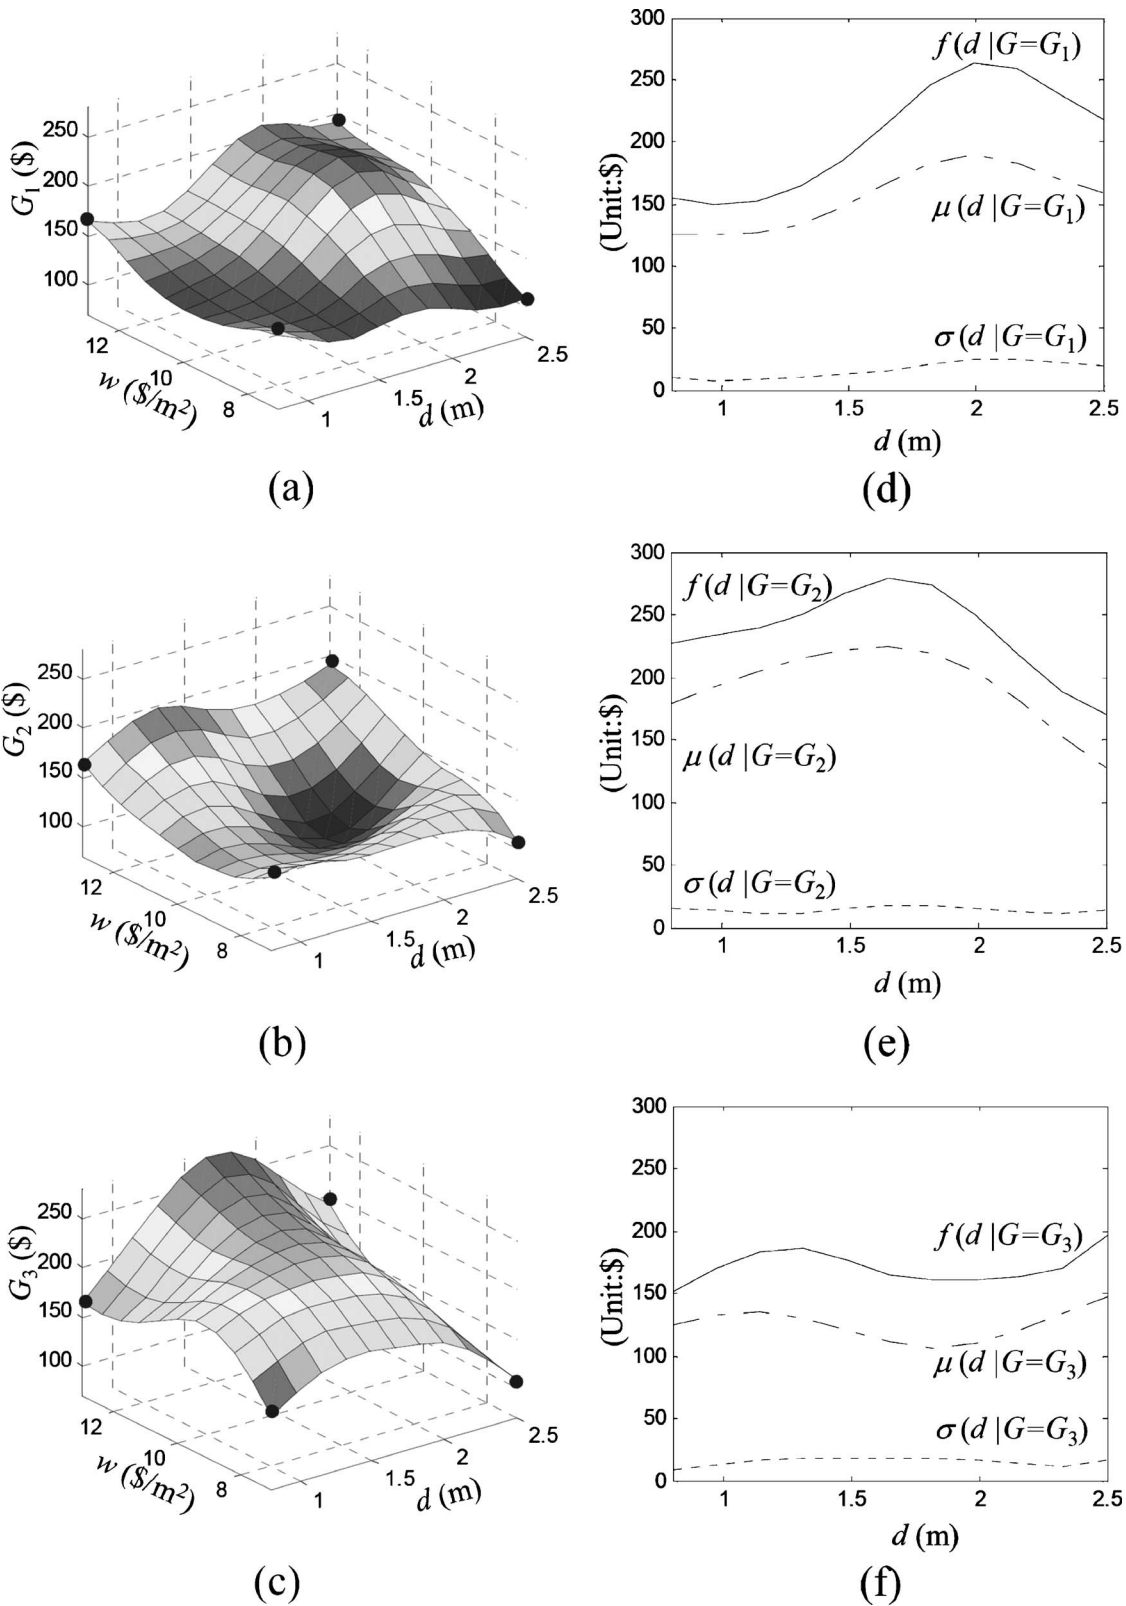 G1 ($)
250
200
150
100
12
10
8
w ($/m²)
1
1.5
2
2.5
d (m)
(a)
300
250
200
150
100
50
0
(Unit:$)
f(d |G=G1)
μ(d |G=G1)
σ(d |G=G1)
1
1.5
2
2.5
d (m)
(d)
G2 ($)
250
200
150
100
12
10
8
w ($/m²)
1
1.5
2
2.5
d (m)
(b)
300
250
200
150
100
50
0
(Unit:$)
f(d |G=G2)
μ(d |G=G2)
σ(d |G=G2)
1
1.5
2
2.5
d (m)
(e)
G3 ($)
250
200
150
100
12
10
8
w ($/m²)
1
1.5
2
2.5
d (m)
(c)
300
250
200
150
100
50
0
(Unit:$)
f(d |G=G3)
μ(d |G=G3)
σ(d |G=G3)
1
1.5
2
2.5
d (m)
(f)